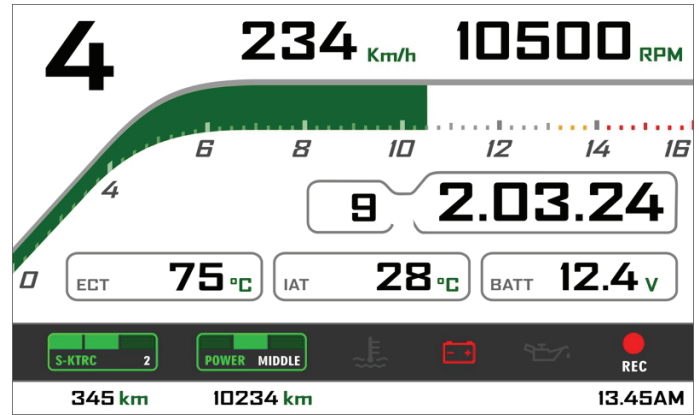 4 234 Km/h 10500 RPM
6 8 10 12 14 16
4
9 2.03.24
0 ECT 75 °C IAT 28 °C BATT 12.4 V
S-KTRC 2 POWER MIDDLE - + REC
345 km 10234 km 13.45AM